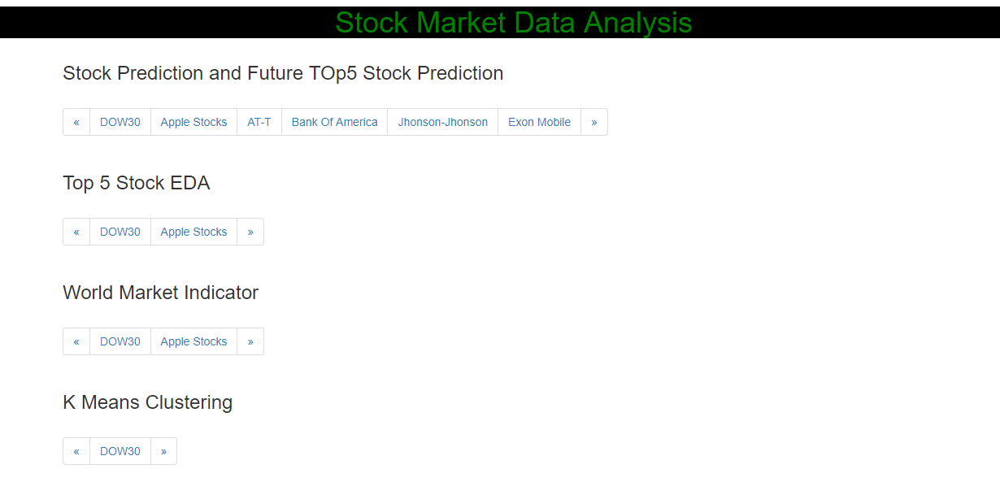 Stock Market Data Analysis
Stock Prediction and Future TOp5 Stock Prediction
« DOW30 Apple Stocks AT-T Bank Of America Jhonson-Jhonson Exon Mobile »
Top 5 Stock EDA
« DOW30 Apple Stocks »
World Market Indicator
« DOW30 Apple Stocks »
K Means Clustering
« DOW30 »